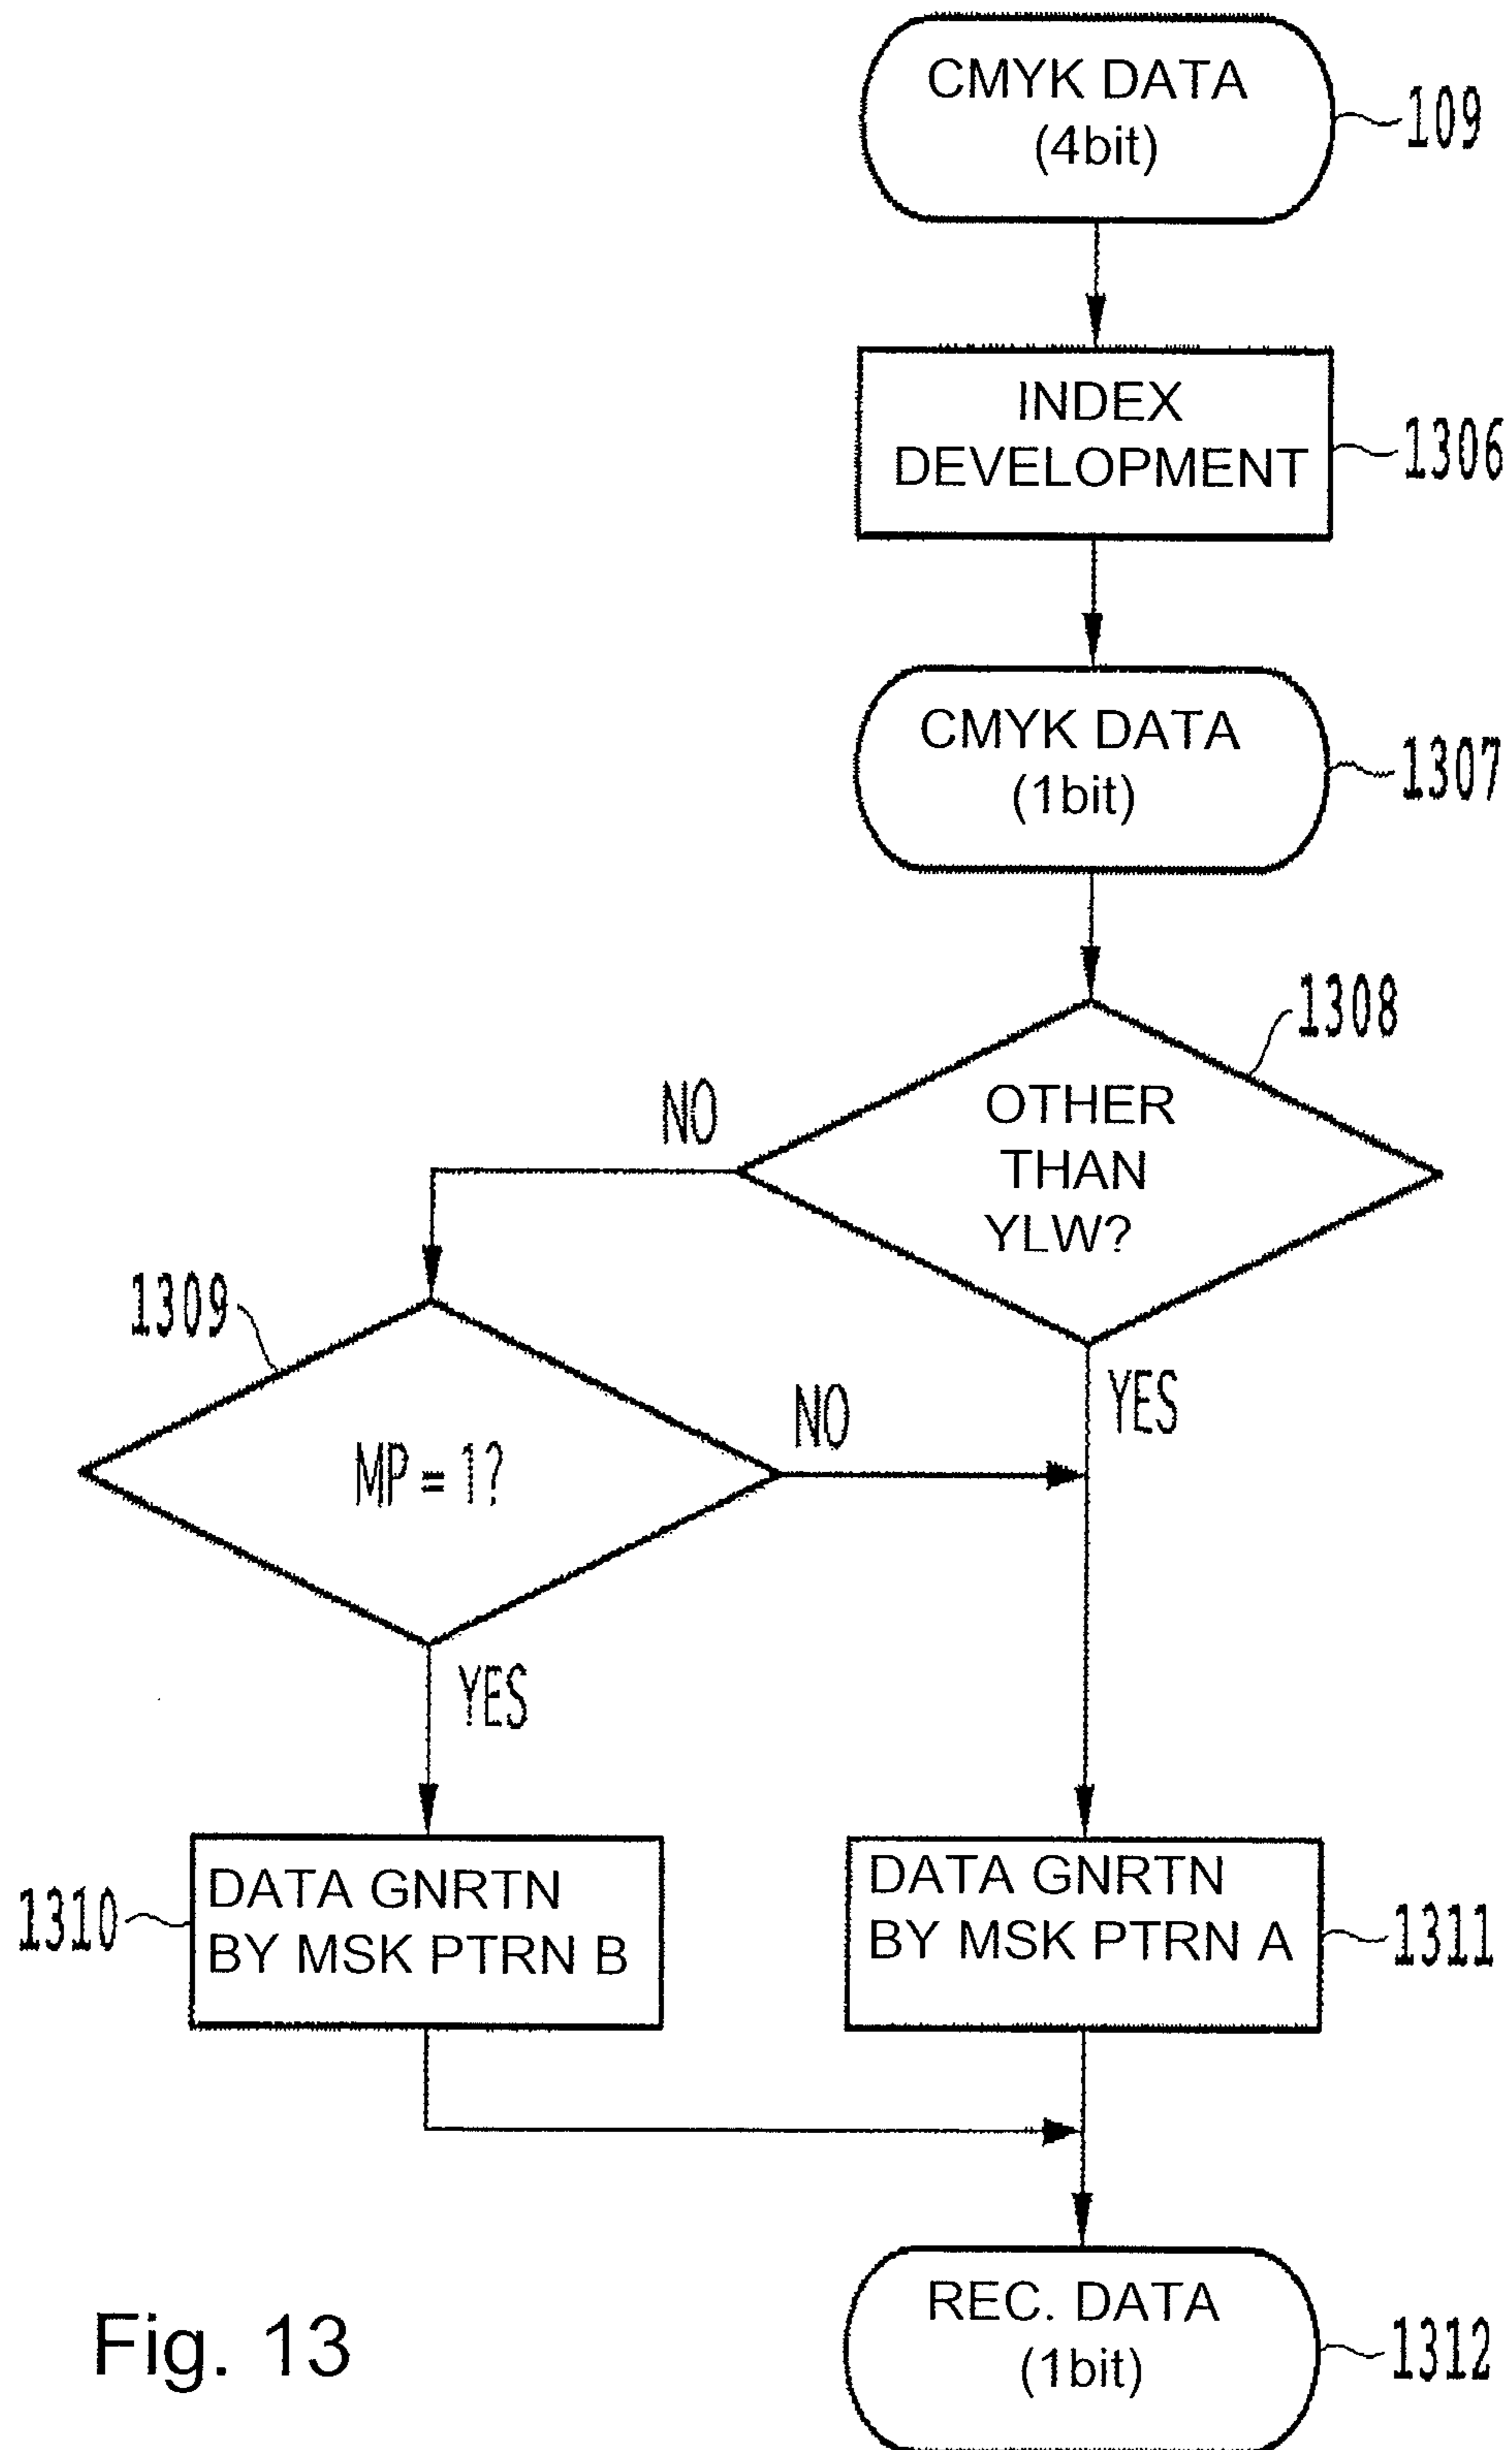 CMYK DATA
(4bit)
109
INDEX
DEVELOPMENT
1306
CMYK DATA
(1bit)
1307
1308
OTHER
THAN
YLW?
NO
YES
1309
MP = 1?
NO
YES
DATA GNRTN
BY MSK PTRN B
1310
DATA GNRTN
BY MSK PTRN A
1311
REC. DATA
(1bit)
1312
Fig. 13